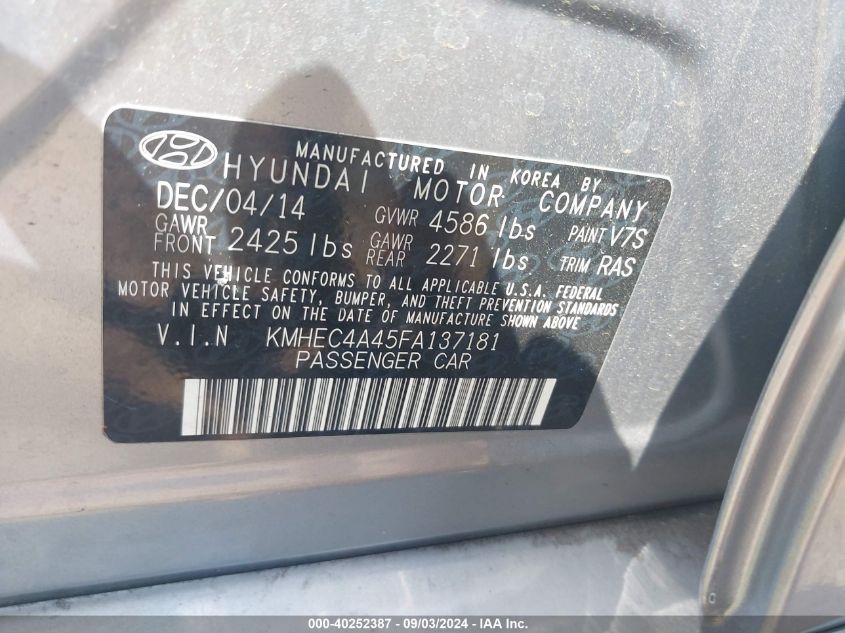 MANUFACTURED IN KOREA BY
HYUNDAI MOTOR COMPANY
DEC/04/14 GVWR 4586 lbs PAINT V7S
GAWR FRONT 2425 lbs GAWR REAR 2271 lbs TRIM RAS
THIS VEHICLE CONFORMS TO ALL APPLICABLE U.S.A. FEDERAL
MOTOR VEHICLE SAFETY, BUMPER, AND THEFT PREVENTION STANDARDS
IN EFFECT ON THE DATE OF MANUFACTURE SHOWN ABOVE
V.I.N KMHEC4A45FA137181
PASSENGER CAR
000-40252387 - 09/03/2024 - IAA Inc.